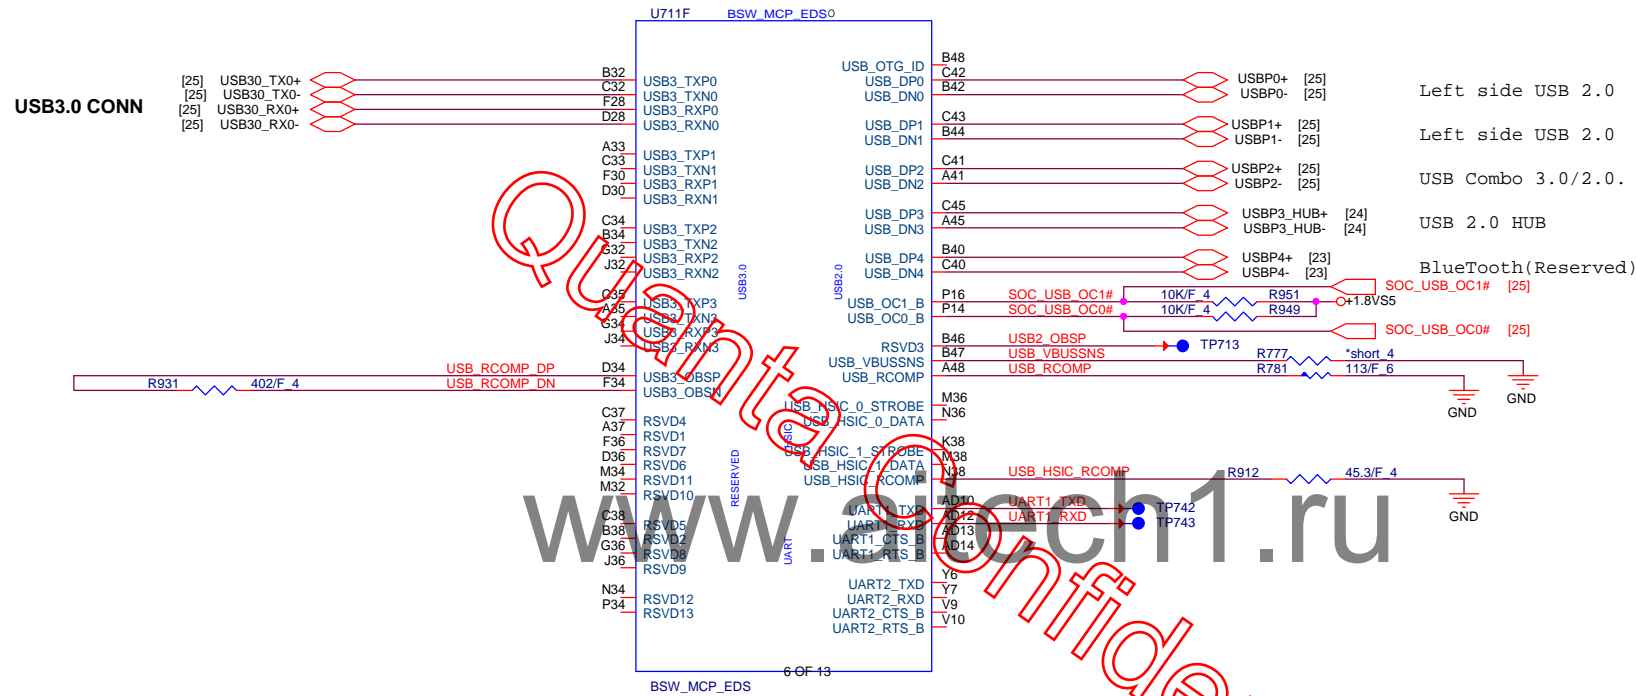 U711F BSW_MCP_EDS
USB3.0 CONN
[25] USB30_TX0+ B32 USB3_TXP0
[25] USB30_TX0- C32 USB3_TXN0
[25] USB30_RX0+ F28 USB3_RXP0
[25] USB30_RX0- D28 USB3_RXN0
A33 USB3_TXP1
C33 USB3_TXN1
F30 USB3_RXP1
D30 USB3_RXN1
C34 USB3_TXP2
B34 USB3_TXN2
G32 USB3_RXP2
J32 USB3_RXN2
C35 USB3_TXP3
A35 USB3_TXN3
G34 USB3_RXP3
J34 USB3_RXN3
USB_RCOMP_DP D34 USB3_OBSP
R931 402/F_4 USB_RCOMP_DN F34 USB3_OBSN
C37 RSVD4
A37 RSVD1
F36 RSVD7
D36 RSVD6
M34 RSVD11
M32 RSVD10
C38 RSVD5
B38 RSVD2
G36 RSVD8
J36 RSVD9
N34 RSVD12
P34 RSVD13
USB3.0
RESERVED
USB2.0
HSIC
UART
USB_OTG_ID B48
USB_DP0 C42 USBP0+ [25]
USB_DN0 B42 USBP0- [25]
Left side USB 2.0
USB_DP1 C43 USBP1+ [25]
USB_DN1 B44 USBP1- [25]
Left side USB 2.0
USB_DP2 C41 USBP2+ [25]
USB_DN2 A41 USBP2- [25]
USB Combo 3.0/2.0.
USB_DP3 C45 USBP3_HUB+ [24]
USB_DN3 A45 USBP3_HUB- [24]
USB 2.0 HUB
USB_DP4 B40 USBP4+ [23]
USB_DN4 C40 USBP4- [23]
BlueTooth(Reserved)
SOC_USB_OC1# [25]
USB_OC1_B P16 SOC_USB_OC1# 10K/F_4 R951 +1.8VS5
USB_OC0_B P14 SOC_USB_OC0# 10K/F_4 R949
SOC_USB_OC0# [25]
RSVD3 B46 USB2_OBSP TP713
USB_VBUSSNS B47 USB_VBUSSNS R777 *short_4
USB_RCOMP A48 USB_RCOMP R781 113/F_6
GND GND
USB_HSIC_0_STROBE M36
USB_HSIC_0_DATA N36
USB_HSIC_1_STROBE K38
USB_HSIC_1_DATA M38
USB_HSIC_RCOMP N38 USB_HSIC_RCOMP R912 45.3/F_4
GND
UART1_TXD AD10 UART1_TXD TP742
UART1_RXD AD12 UART1_RXD TP743
UART1_CTS_B AD13
UART1_RTS_B AD14
UART2_TXD Y6
UART2_RXD Y7
UART2_CTS_B V9
UART2_RTS_B V10
6 OF 13
BSW_MCP_EDS
Quanta Confide
www.aitech1.ru